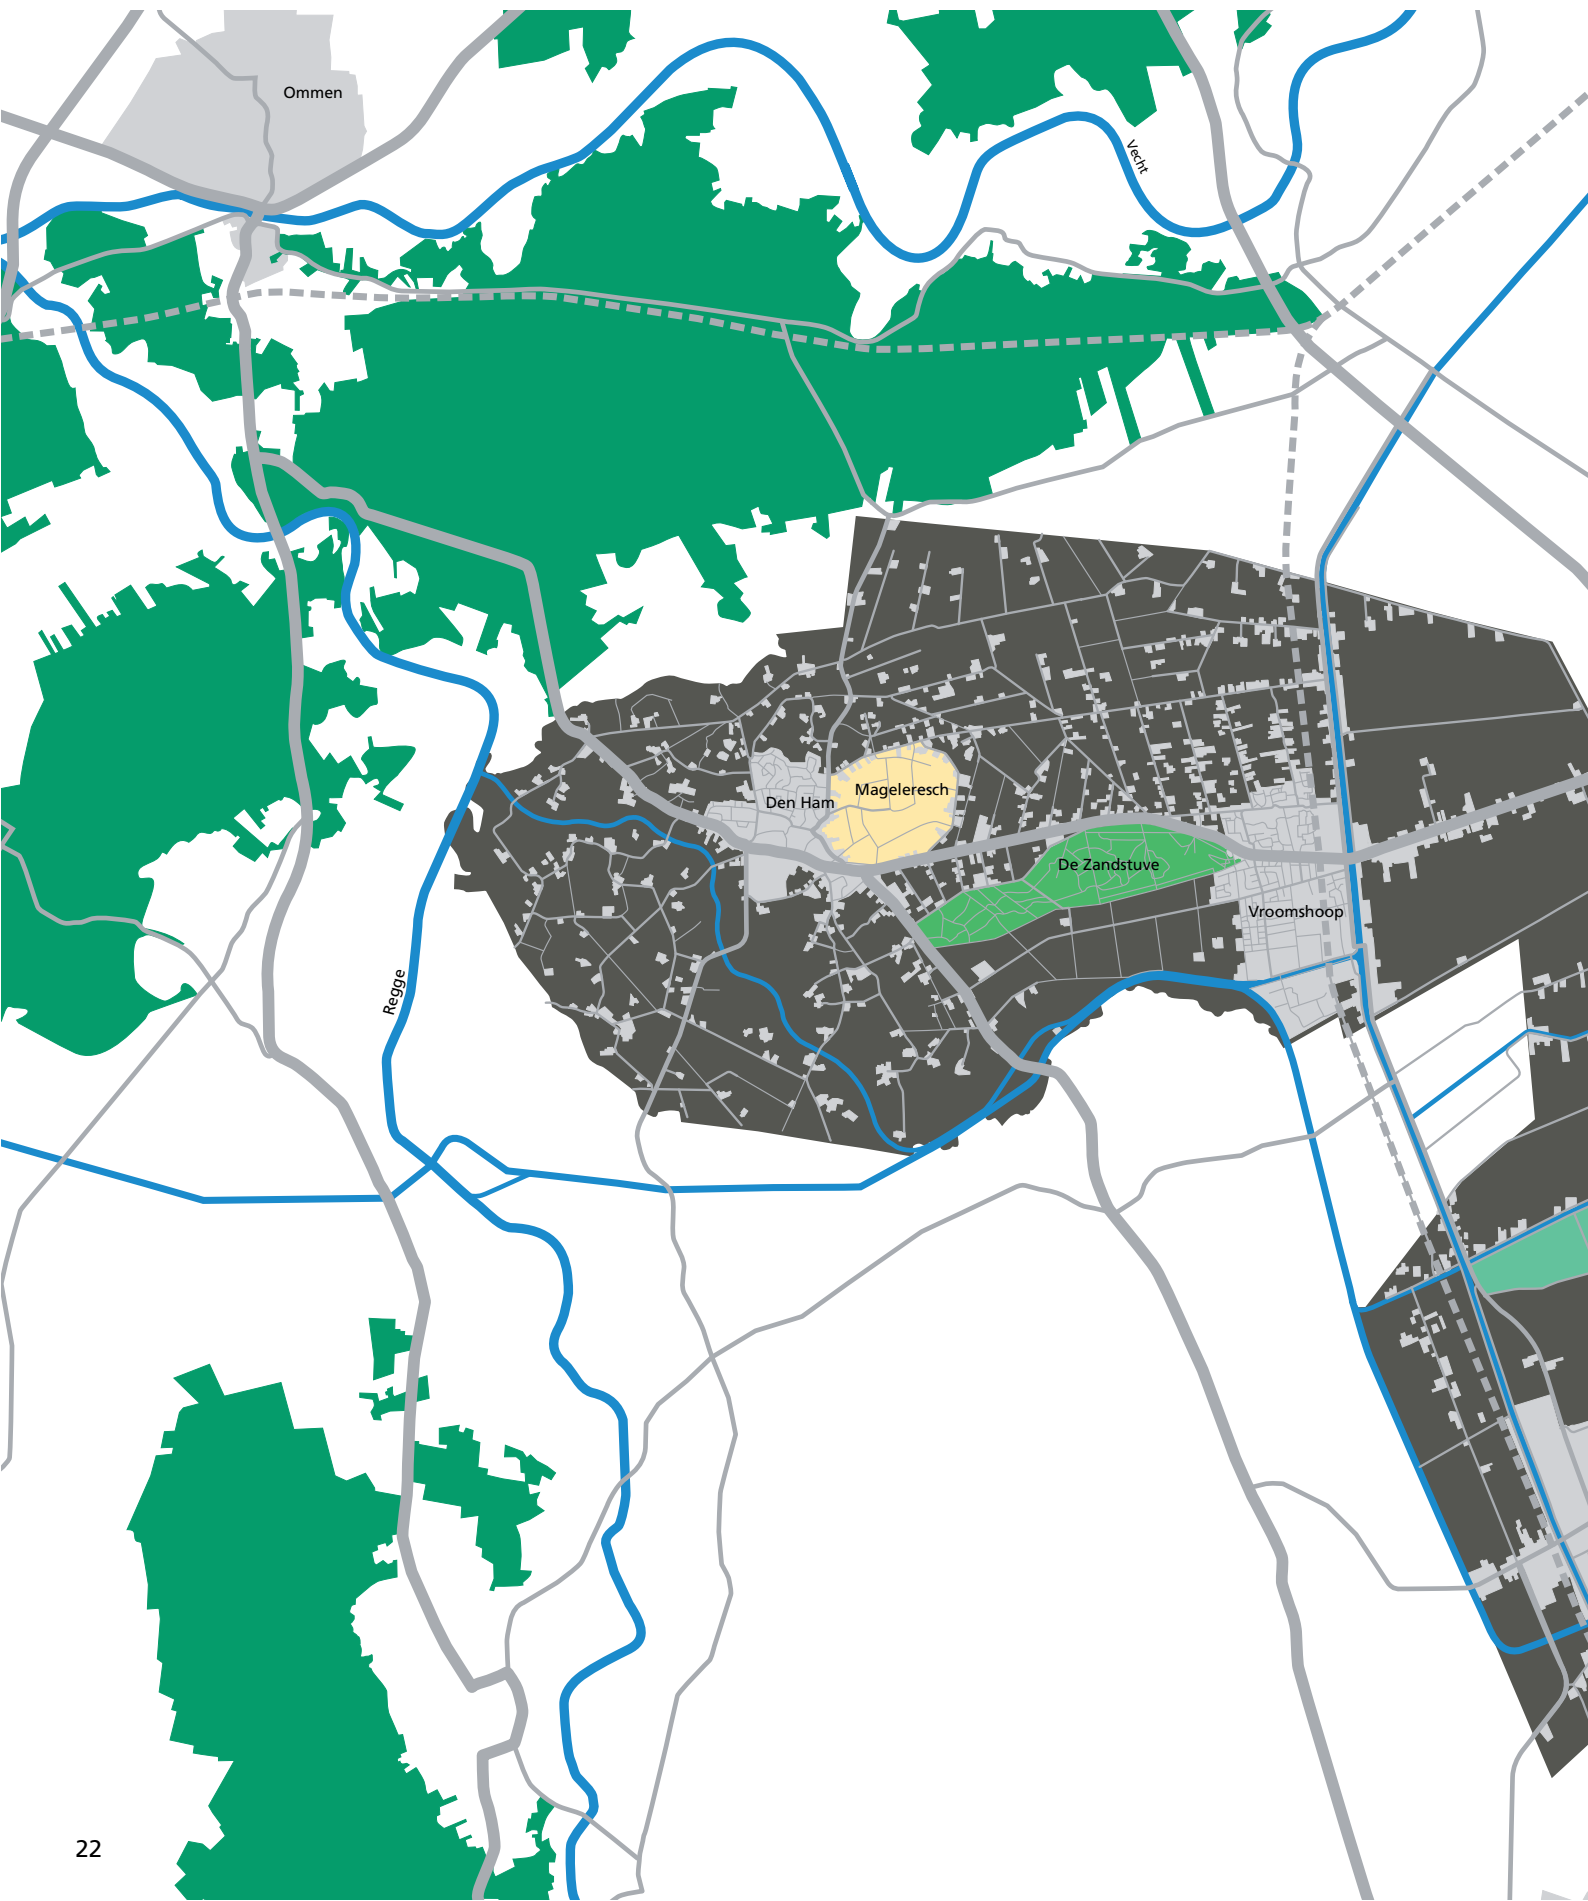 Ommen
Vecht
Mageleresch
Den Ham
De Zandstuve
Vroomshoop
Regge
22